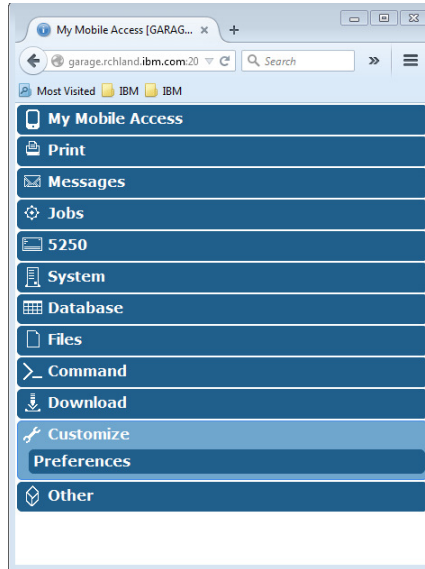 My Mobile Access [GARAG...
garage.rchland.ibm.com:20
Search
Most Visited IBM IBM
My Mobile Access
Print
Messages
Jobs
5250
System
Database
Files
Command
Download
Customize
Preferences
Other